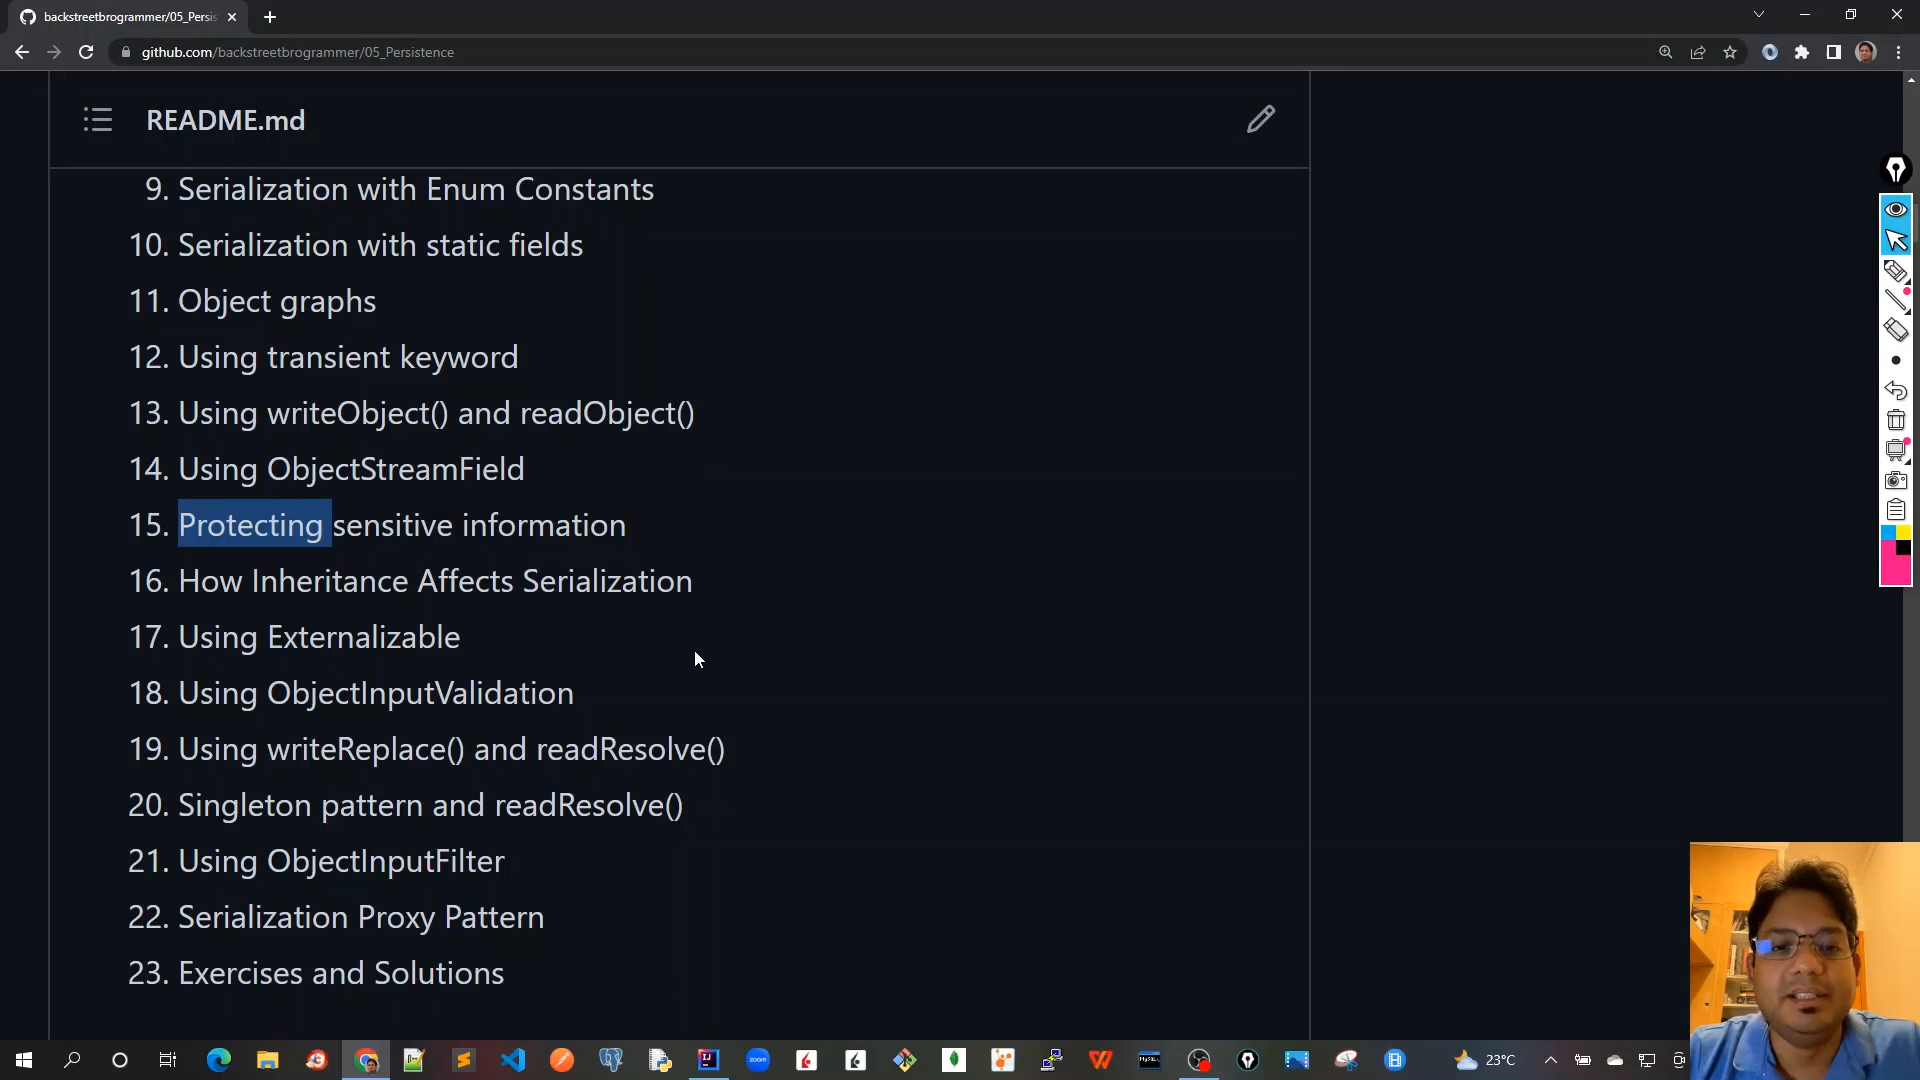 backstreetbrogrammer/05_Persis
github.com/backstreetbrogrammer/05_Persistence
README.md
9. Serialization with Enum Constants
10. Serialization with static fields
11. Object graphs
12. Using transient keyword
13. Using writeObject() and readObject()
14. Using ObjectStreamField
15. Protecting sensitive information
16. How Inheritance Affects Serialization
17. Using Externalizable
18. Using ObjectInputValidation
19. Using writeReplace() and readResolve()
20. Singleton pattern and readResolve()
21. Using ObjectInputFilter
22. Serialization Proxy Pattern
23. Exercises and Solutions
zoom
23°C